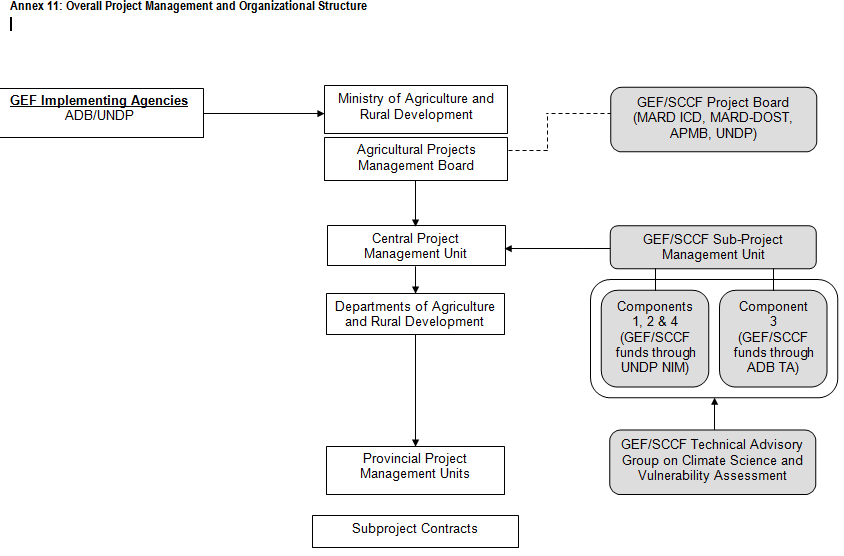 Annex 11: Overall Project Management and Organizational Structure
GEF Implementing Agencies
ADB/UNDP
Ministry of Agriculture and
Rural Development
Agricultural Projects
Management Board
GEF/SCCF Project Board
(MARD ICD, MARD-DOST,
APMB, UNDP)
Central Project
Management Unit
GEF/SCCF Sub-Project
Management Unit
Departments of Agriculture
and Rural Development
Components
1, 2 & 4
(GEF/SCCF
funds through
UNDP NIM)
Component
3
(GEF/SCCF
funds through
ADB TA)
GEF/SCCF Technical Advisory
Group on Climate Science and
Vulnerability Assessment
Provincial Project
Management Units
Subproject Contracts